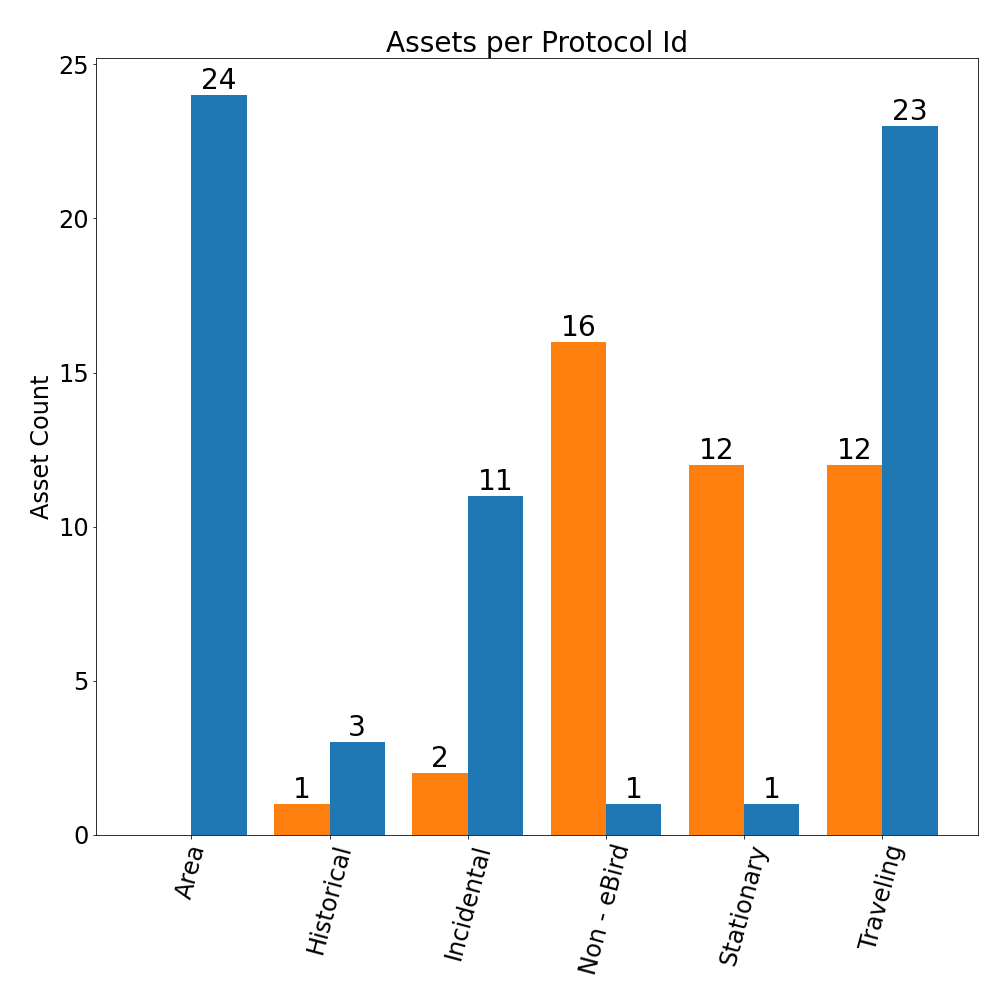 Assets per Protocol Id
Asset Count
25
20
15
10
5
0
24
1
3
2
11
16
1
12
1
12
23
Area
Historical
Incidental
Non - eBird
Stationary
Traveling